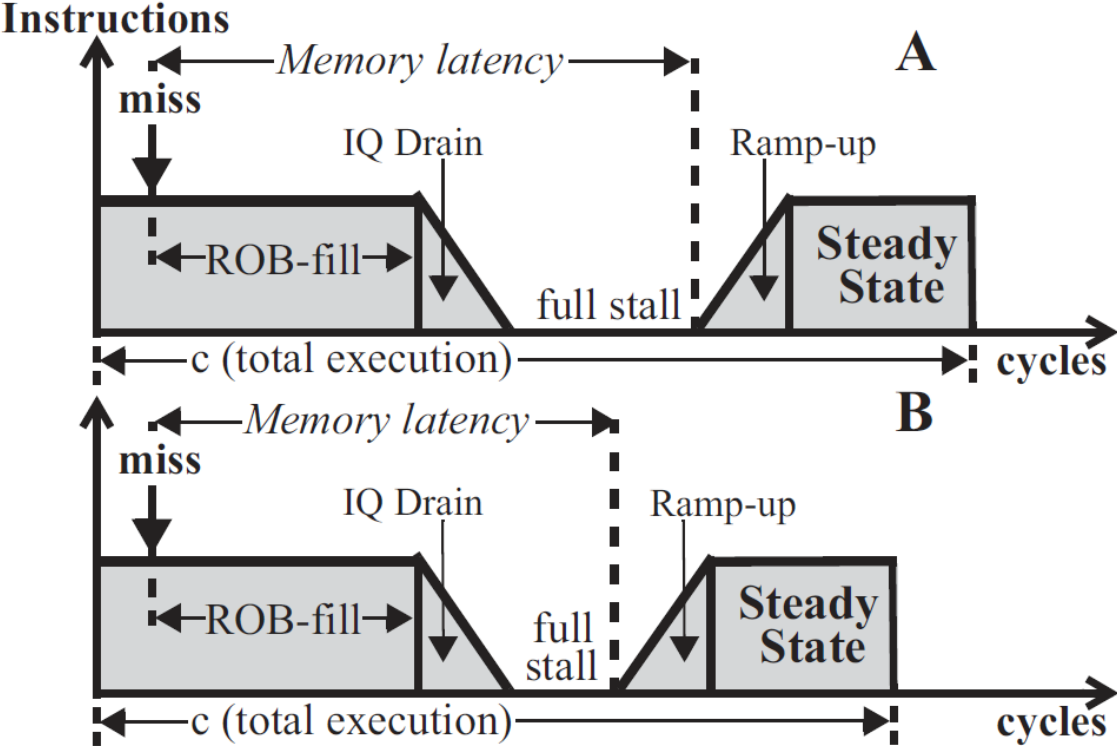 Instructions
Memory latency
A
miss
IQ Drain
Ramp-up
ROB-fill
Steady
State
full stall
c (total execution)
cycles
Memory latency
B
miss
IQ Drain
Ramp-up
ROB-fill
full
stall
Steady
State
c (total execution)
cycles